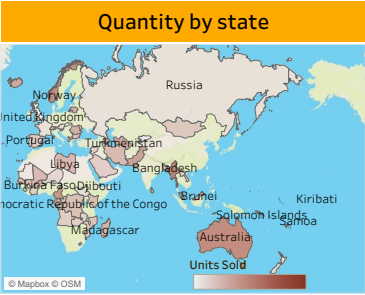 Quantity by state
Russia
Norway
United Kingdom
Portugal
Turkmenistan
Libya
Bangladesh
Burkina Faso
Djibouti
Brunei
Kiribati
mocratic Republic of the Congo
Solomon Islands
Samoa
Madagascar
Australia
Units Sold
© Mapbox © OSM